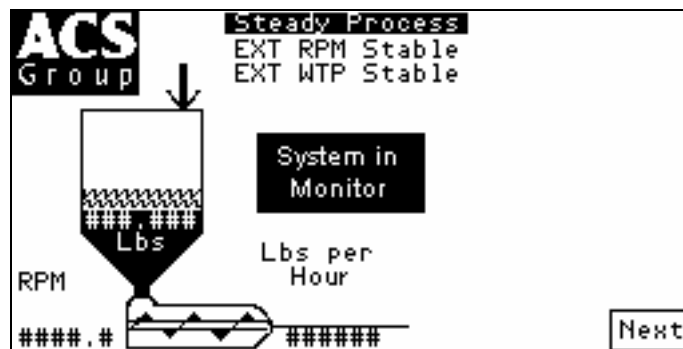 ACS
Group
Steady Process
EXT RPM Stable
EXT WTP Stable
System in
Monitor
###.###
Lbs
Lbs per
Hour
RPM
####.#
######
Next